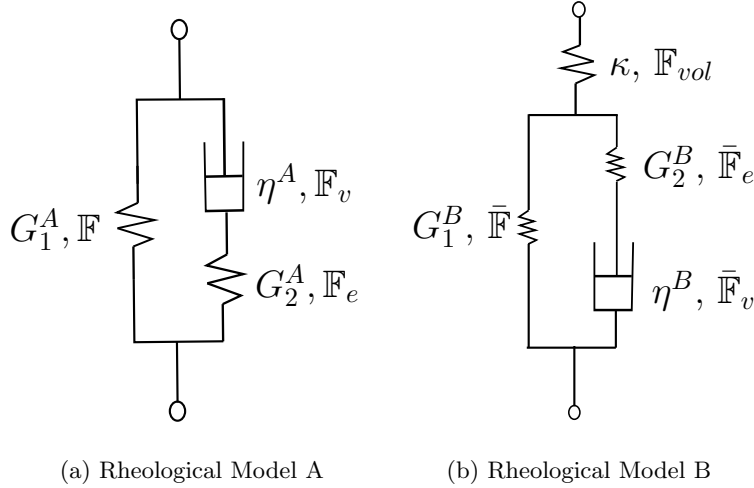 κ, 𝔽_vol
η^A, 𝔽_v
G_2^B, 𝔽̄_e
G_1^A, 𝔽
G_1^B, 𝔽̄
G_2^A, 𝔽_e
η^B, 𝔽̄_v
(a) Rheological Model A
(b) Rheological Model B